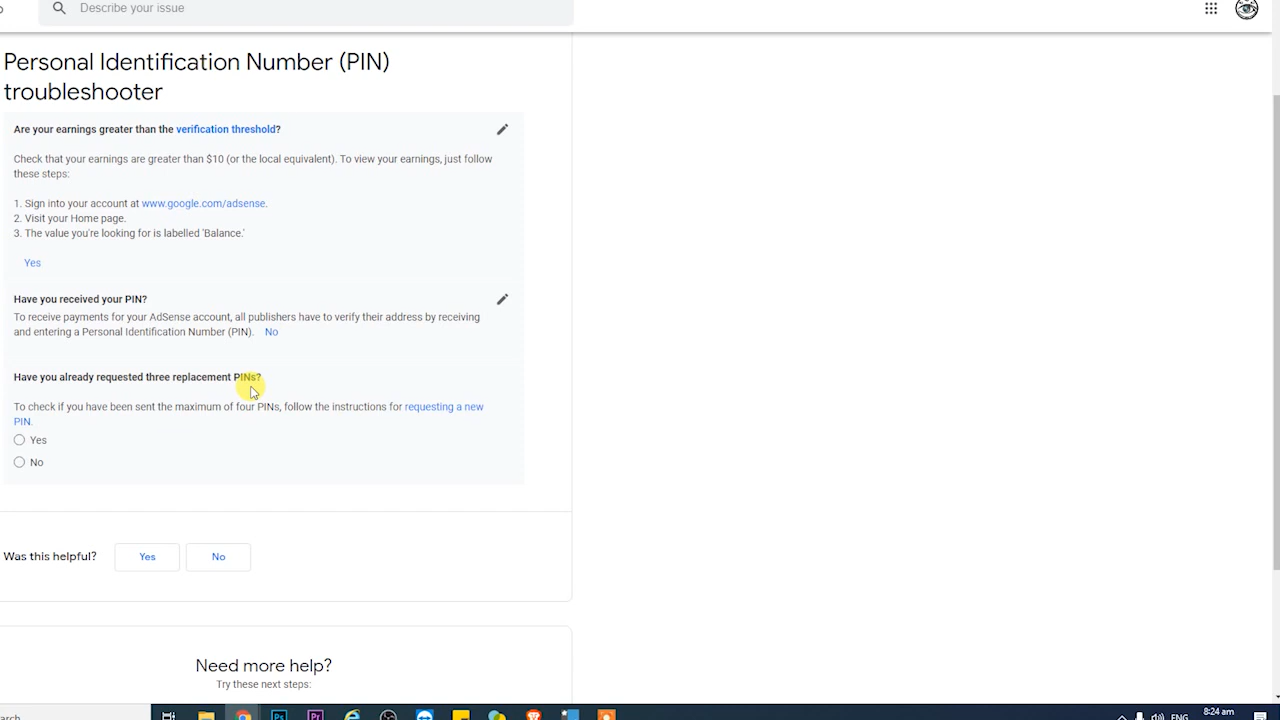 Describe your issue
Personal Identification Number (PIN)
troubleshooter
Are your earnings greater than the verification threshold?
Check that your earnings are greater than $10 (or the local equivalent). To view your earnings, just follow
these steps:
1. Sign into your account at www.google.com/adsense.
2. Visit your Home page.
3. The value you're looking for is labelled 'Balance.'
Yes
Have you received your PIN?
To receive payments for your AdSense account, all publishers have to verify their address by receiving
and entering a Personal Identification Number (PIN). No
Have you already requested three replacement PINs?
To check if you have been sent the maximum of four PINs, follow the instructions for requesting a new
PIN.
Yes
No
Was this helpful? Yes No
Need more help?
Try these next steps:
Ps Pr
ENG
8:24 am